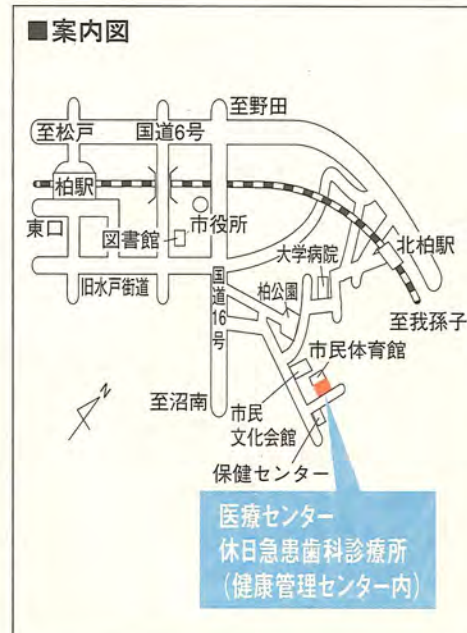 ■案内図
至野田
至松戸
国道6号
柏駅
東口
図書館
市役所
大学病院
北柏駅
旧水戸街道
国道16号
柏公園
至我孫子
市民体育館
至沼南
市民
文化会館
保健センター
N
医療センター
休日急患歯科診療所
(健康管理センター内)